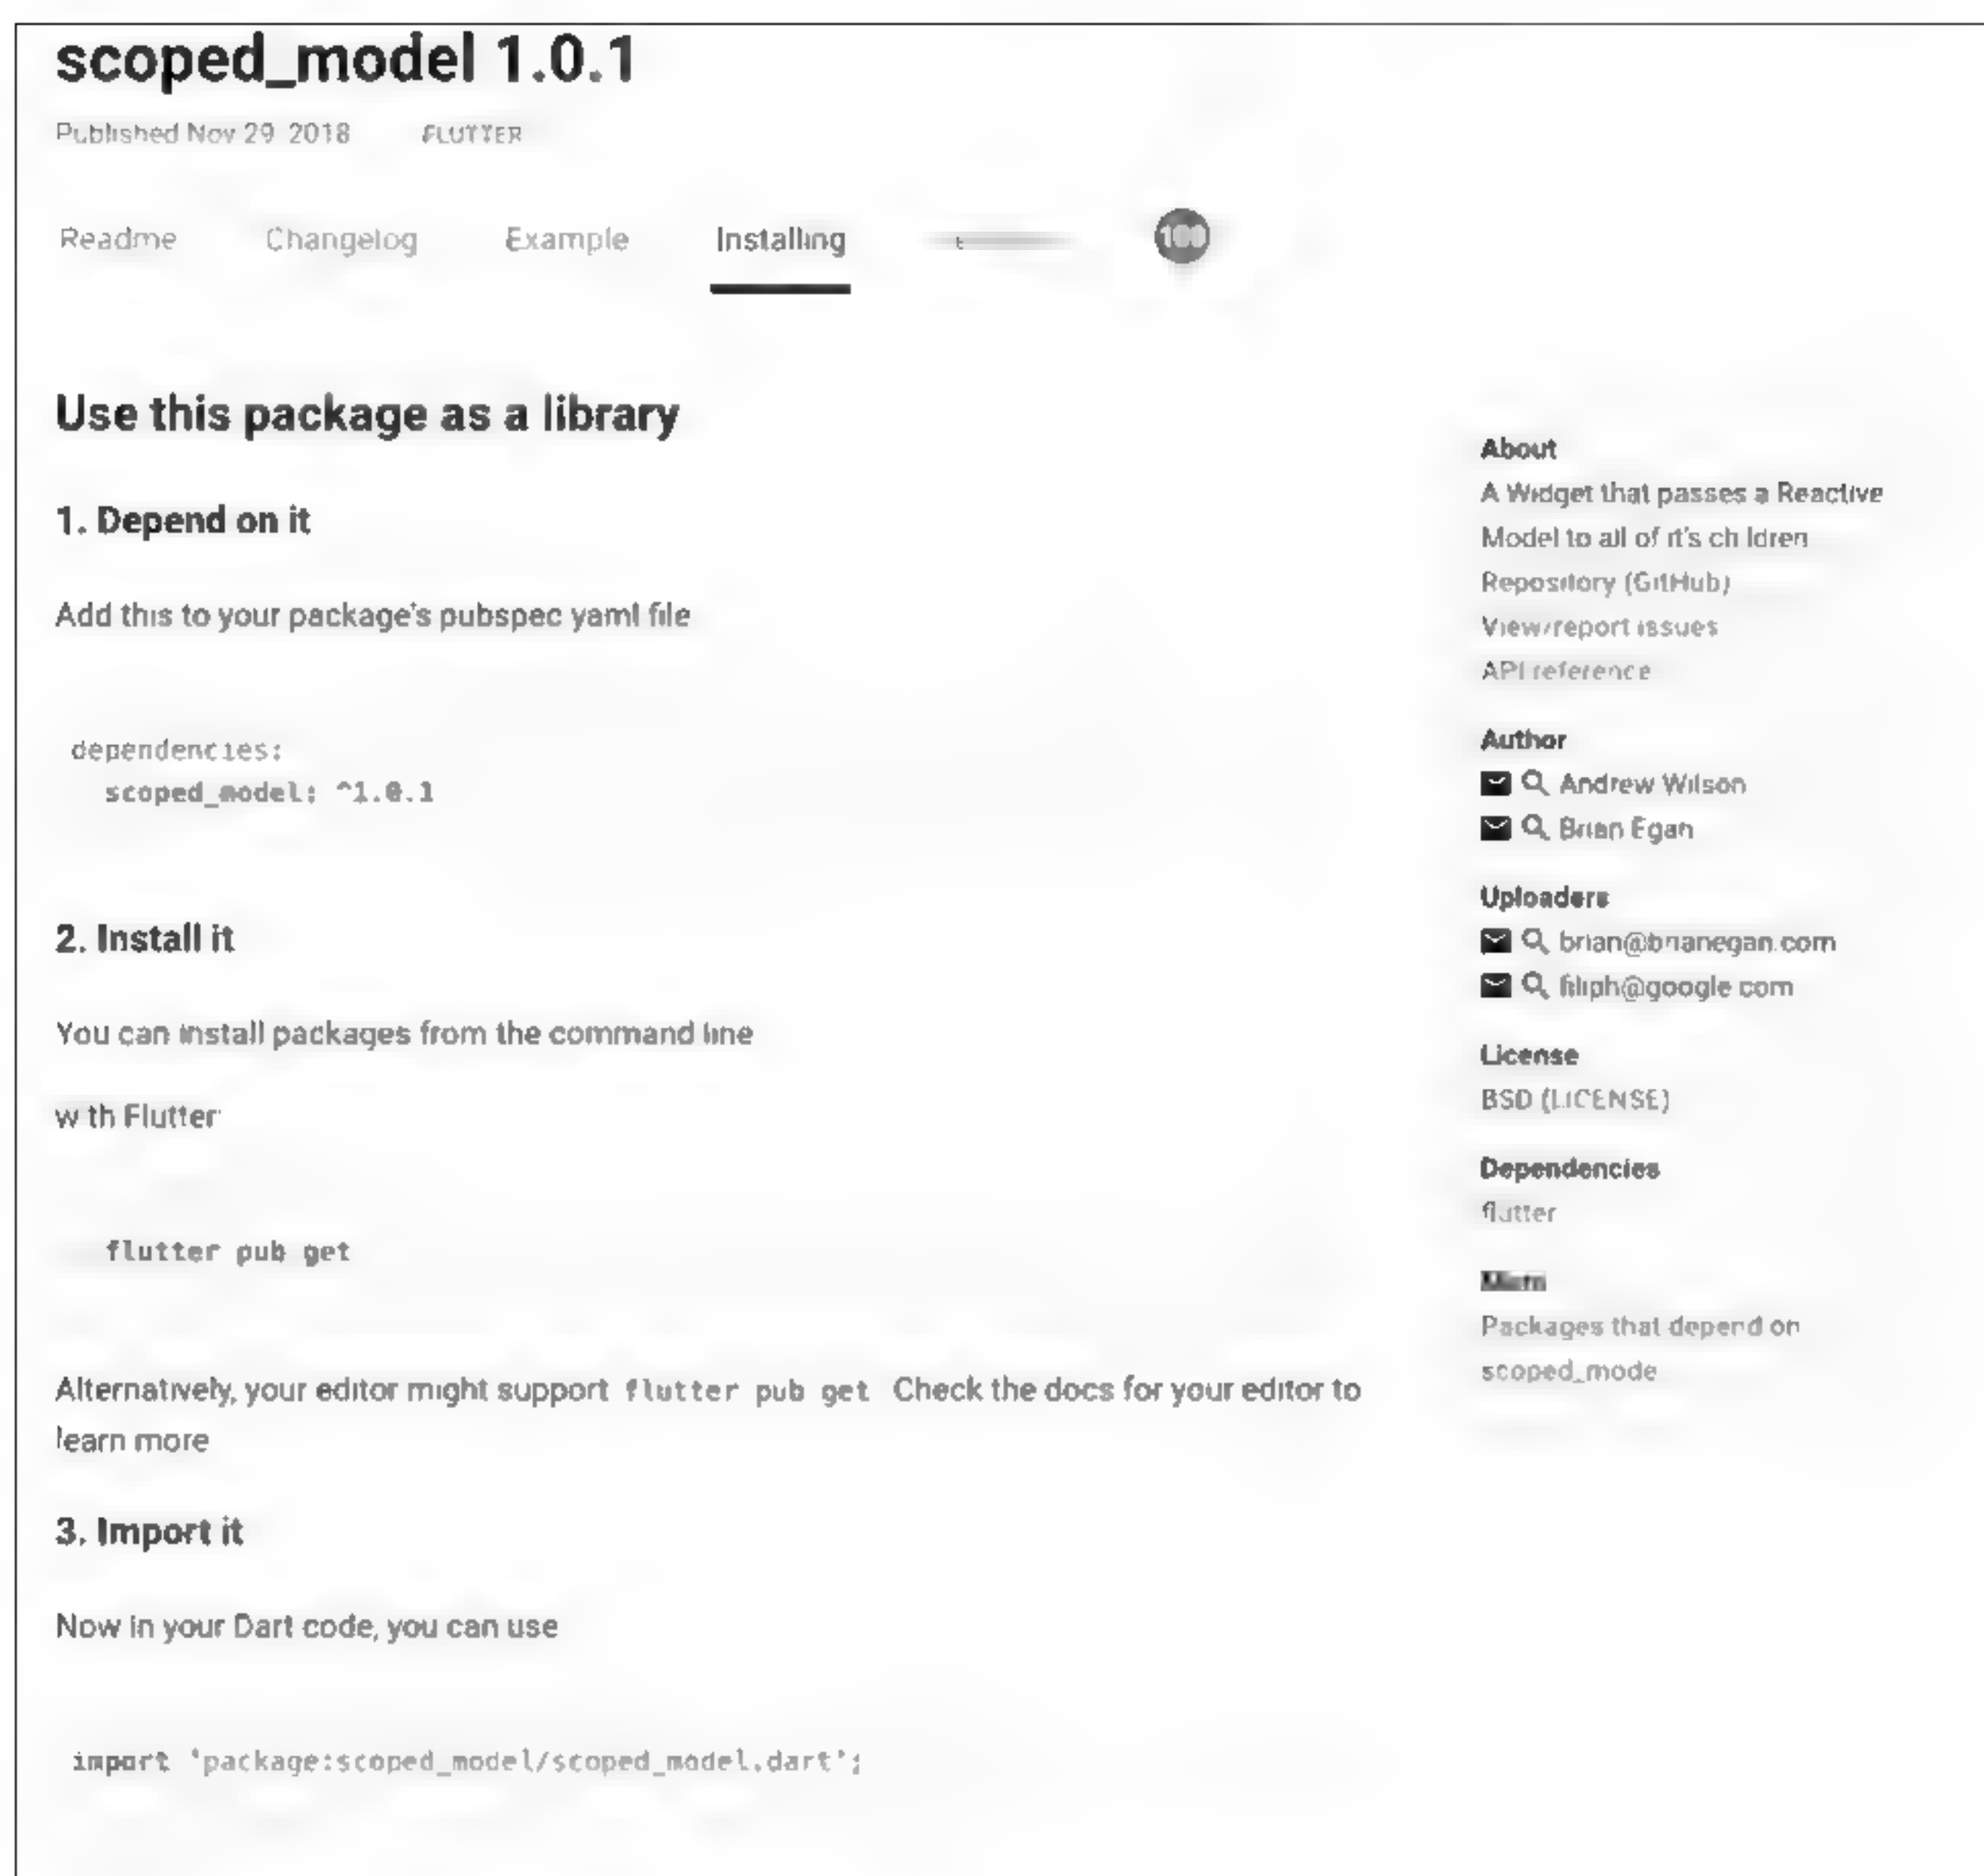 scoped_model 1.0.1
Published Nov 29 2018 FLUTTER
Readme Changelog Example Installing 100
Use this package as a library
1. Depend on it
Add this to your package's pubspec yaml file
dependencies:
scoped_model: ^1.0.1
2. Install it
You can install packages from the command line
with Flutter
flutter pub get
Alternatively, your editor might support flutter pub get Check the docs for your editor to
learn more
3. Import it
Now in your Dart code, you can use
import 'package:scoped_model/scoped_model.dart';
About
A Widget that passes a Reactive
Model to all of it's children
Repository (GitHub)
View/report issues
API reference
Author
Andrew Wilson
Brian Egan
Uploaders
brian@brianegan.com
filiph@google.com
License
BSD (LICENSE)
Dependencies
flutter
Packages that depend on
scoped_mode